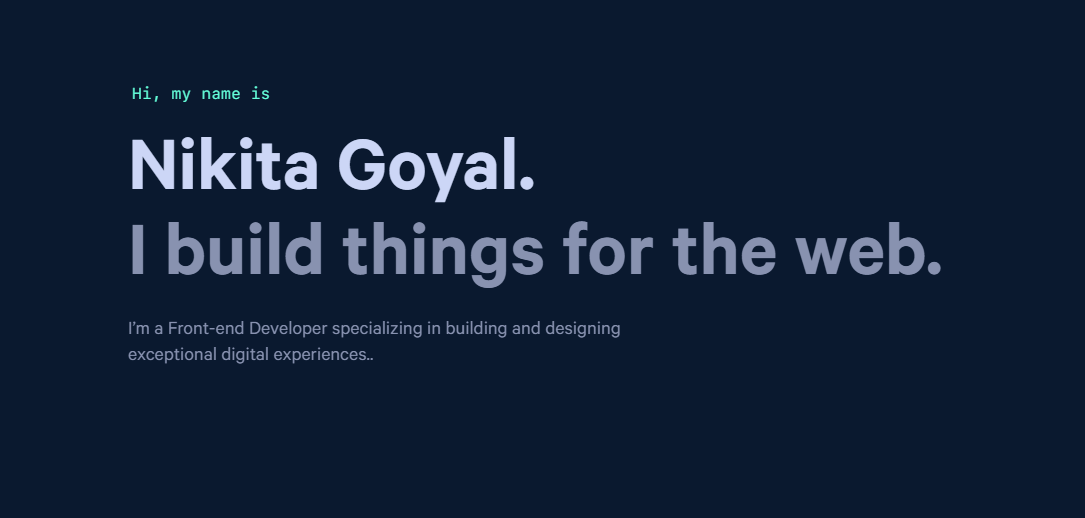 Hi, my name is
Nikita Goyal.
I build things for the web.
I’m a Front-end Developer specializing in building and designing
exceptional digital experiences..